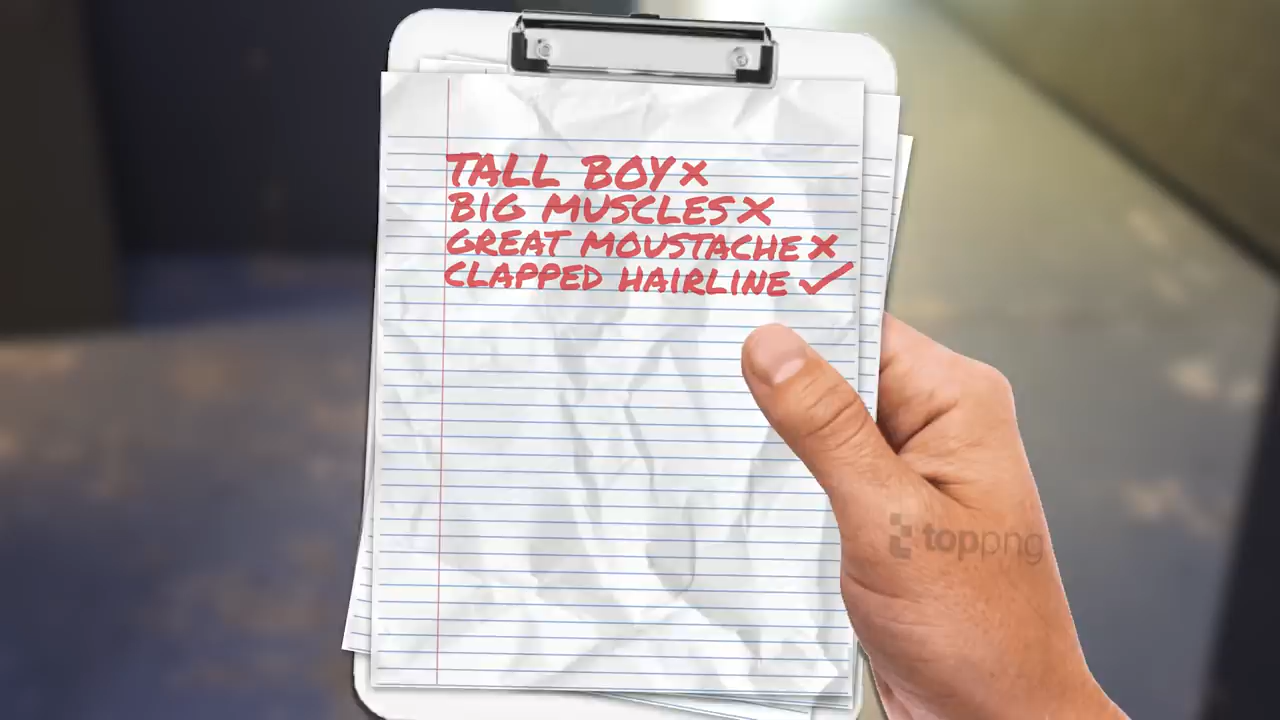 TALL BOY ×
BIG MUSCLES ×
GREAT MOUSTACHE ×
CLAPPED HAIRLINE ✓
toppng